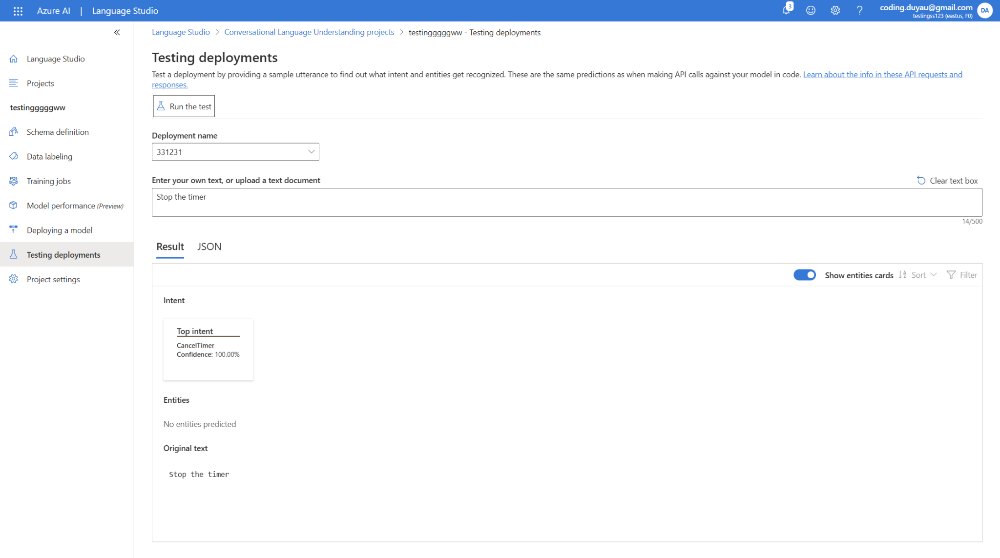 Azure AI | Language Studio
3
coding.duyau@gmail.com
testingss123 (eastus, F0)
DA
Language Studio
Projects
testingggggww
Schema definition
Data labeling
Training jobs
Model performance (Preview)
Deploying a model
Testing deployments
Project settings
Language Studio > Conversational Language Understanding projects > testingggggww - Testing deployments
Testing deployments
Test a deployment by providing a sample utterance to find out what intent and entities get recognized. These are the same predictions as when making API calls against your model in code. Learn about the info in these API requests and
responses.
Run the test
Deployment name
331231
Enter your own text, or upload a text document
Clear text box
Stop the timer
14/500
Result JSON
Show entities cards Sort Filter
Intent
Top intent
CancelTimer
Confidence: 100.00%
Entities
No entities predicted
Original text
Stop the timer